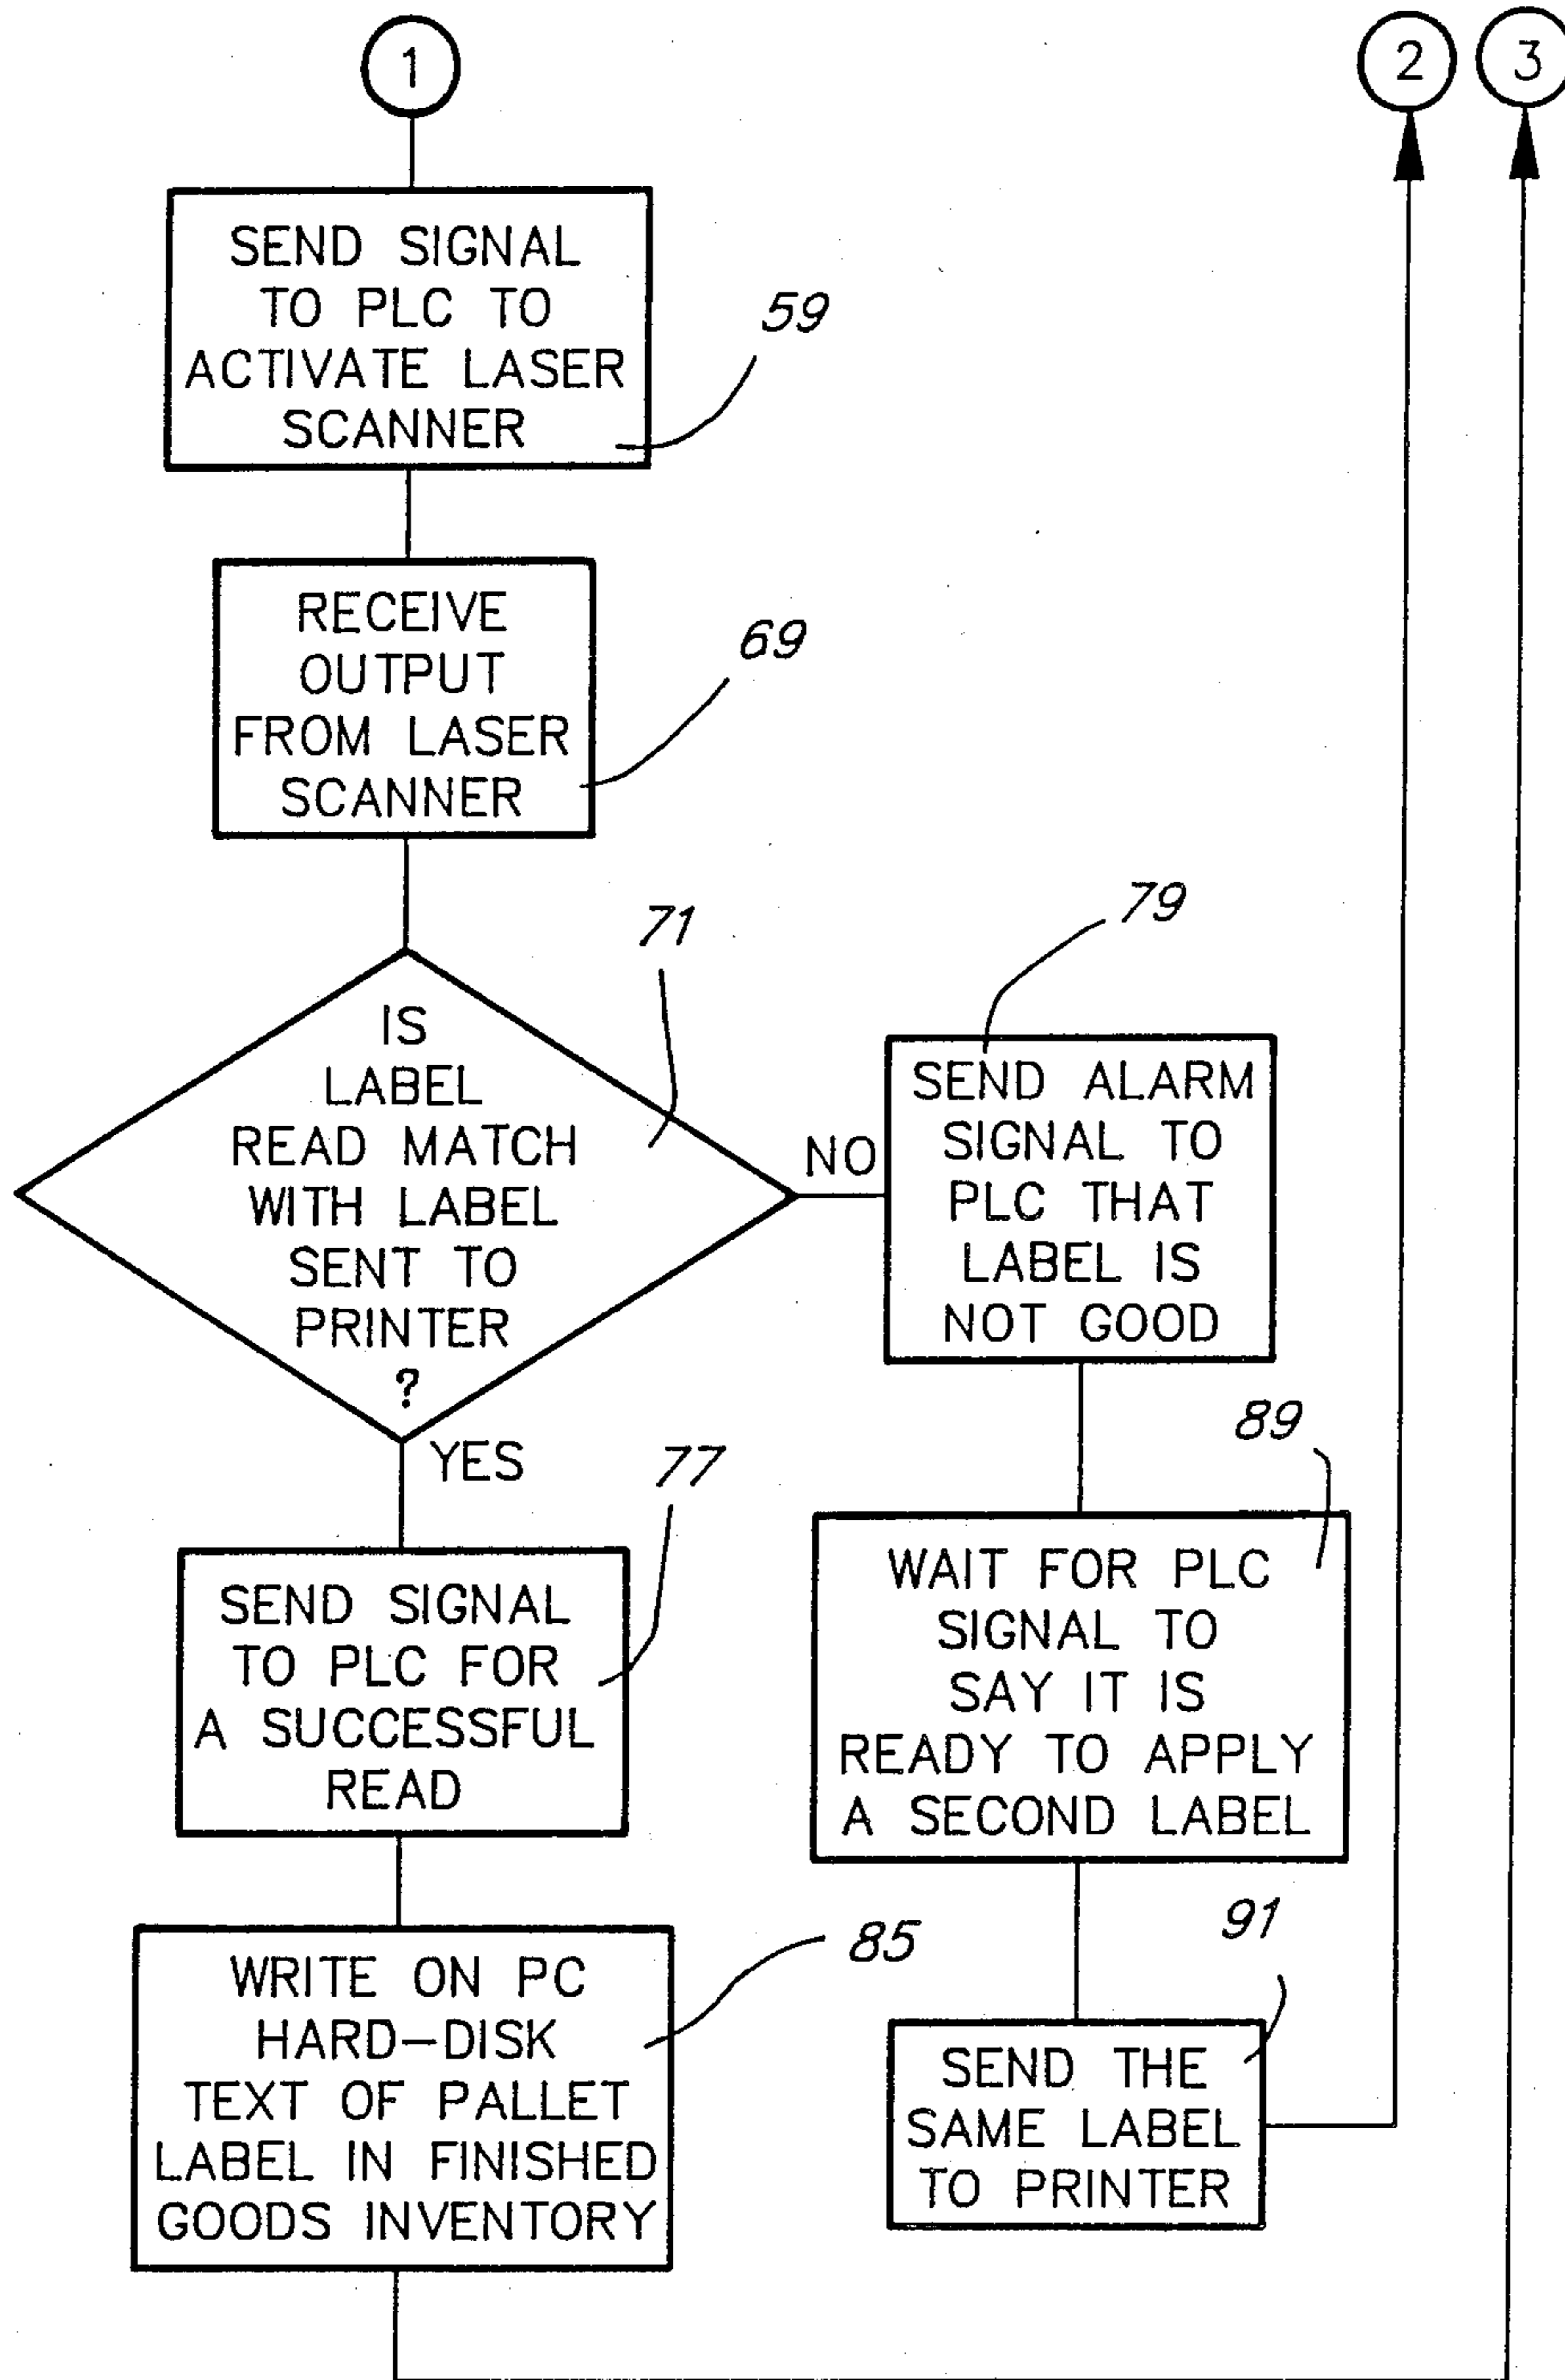 1
2
3
SEND SIGNAL
TO PLC TO
ACTIVATE LASER
SCANNER
59
RECEIVE
OUTPUT
FROM LASER
SCANNER
69
IS
LABEL
READ MATCH
WITH LABEL
SENT TO
PRINTER
?
71
NO
YES
SEND ALARM
SIGNAL TO
PLC THAT
LABEL IS
NOT GOOD
79
SEND SIGNAL
TO PLC FOR
A SUCCESSFUL
READ
77
WAIT FOR PLC
SIGNAL TO
SAY IT IS
READY TO APPLY
A SECOND LABEL
89
WRITE ON PC
HARD-DISK
TEXT OF PALLET
LABEL IN FINISHED
GOODS INVENTORY
85
SEND THE
SAME LABEL
TO PRINTER
91